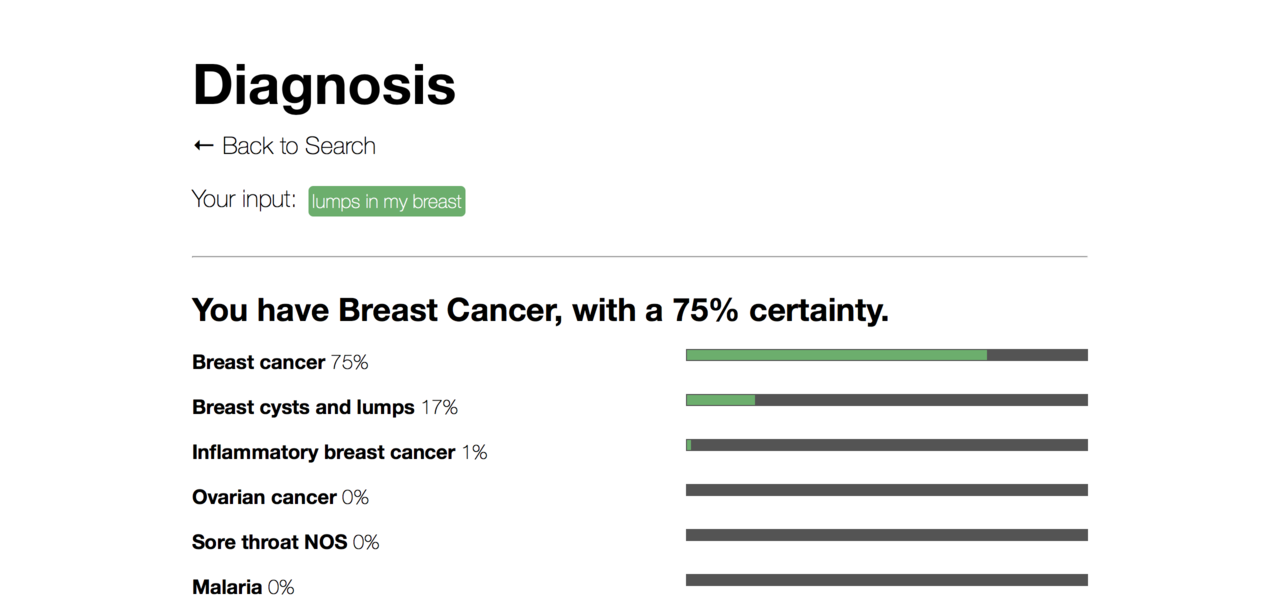 Diagnosis
← Back to Search
Your input: lumps in my breast
You have Breast Cancer, with a 75% certainty.
Breast cancer 75%
Breast cysts and lumps 17%
Inflammatory breast cancer 1%
Ovarian cancer 0%
Sore throat NOS 0%
Malaria 0%